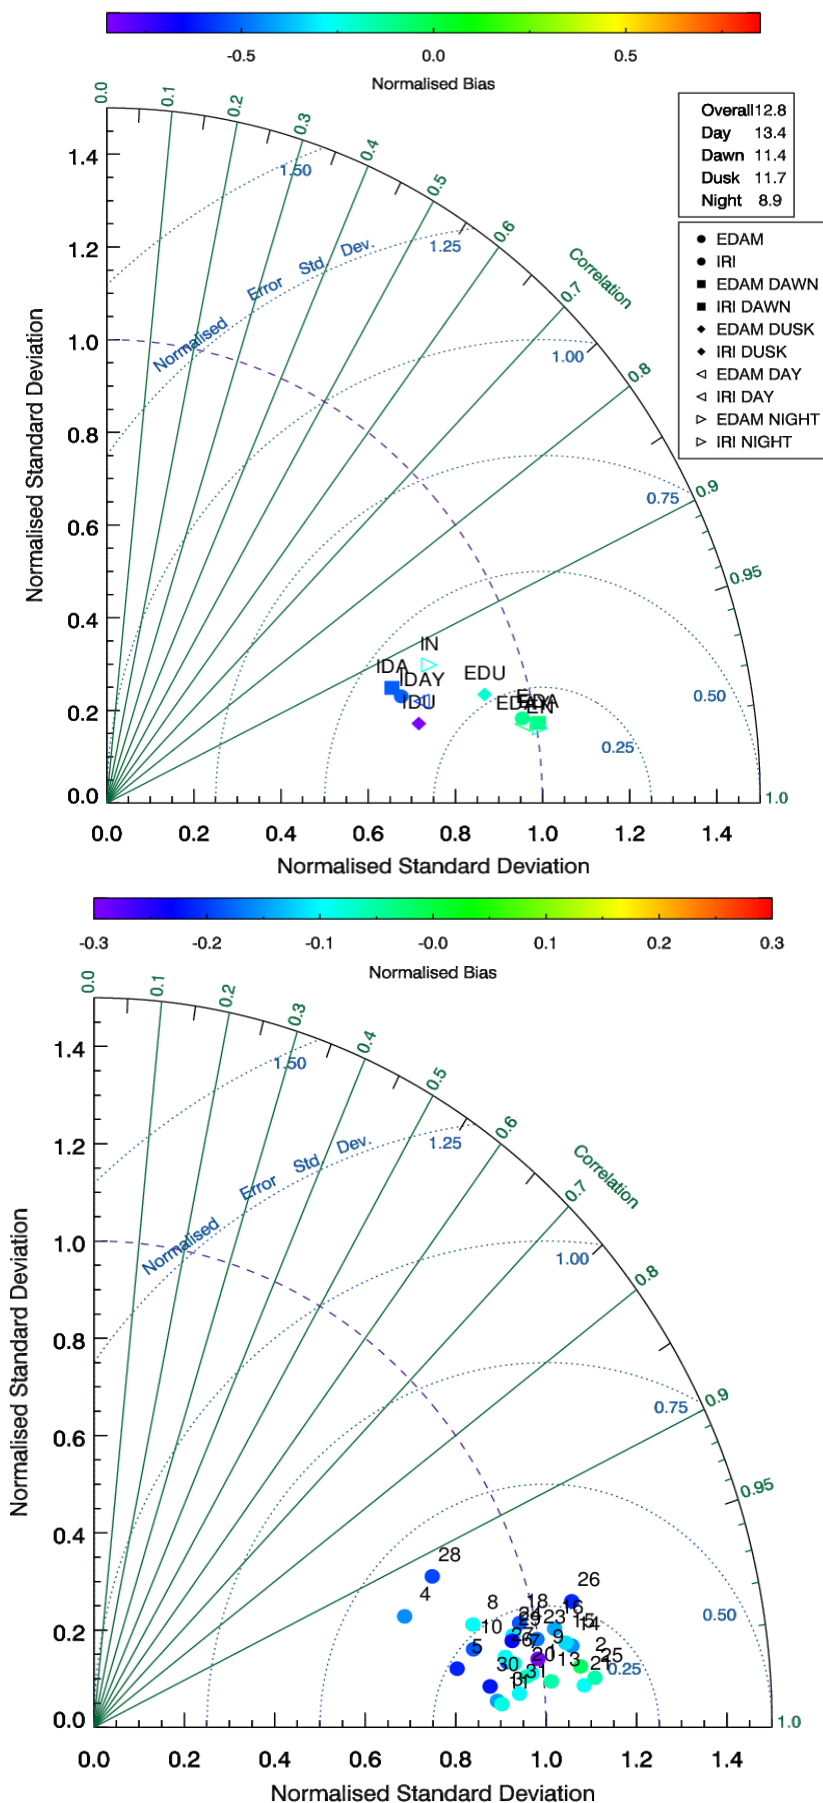 -0.5 0.0 0.5
Normalised Bias
Overall 12.8
Day 13.4
Dawn 11.4
Dusk 11.7
Night 8.9
EDAM
IRI
EDAM DAWN
IRI DAWN
EDAM DUSK
IRI DUSK
EDAM DAY
IRI DAY
EDAM NIGHT
IRI NIGHT
0.0 0.1 0.2 0.3 0.4 0.5 0.6 0.7 0.8 0.9 0.95 1.0
Correlation
1.50 1.25 1.00 0.75 0.50 0.25
Normalised Error Std. Dev.
Normalised Standard Deviation
1.4
1.2
1.0
0.8
0.6
0.4
0.2
0.0
IN
IDA
IDAY
IDU
EDU
EDAY
E
EDA
EN
0.0 0.2 0.4 0.6 0.8 1.0 1.2 1.4
Normalised Standard Deviation
-0.3 -0.2 -0.1 -0.0 0.1 0.2 0.3
Normalised Bias
0.0 0.1 0.2 0.3 0.4 0.5 0.6 0.7 0.8 0.9 0.95 1.0
Correlation
1.50 1.25 1.00 0.75 0.50 0.25
Normalised Error Std. Dev.
Normalised Standard Deviation
1.4
1.2
1.0
0.8
0.6
0.4
0.2
0.0
28
26
4
8
18
16
10
23
14
5
9
2
25
30
13
0.0 0.2 0.4 0.6 0.8 1.0 1.2 1.4
Normalised Standard Deviation